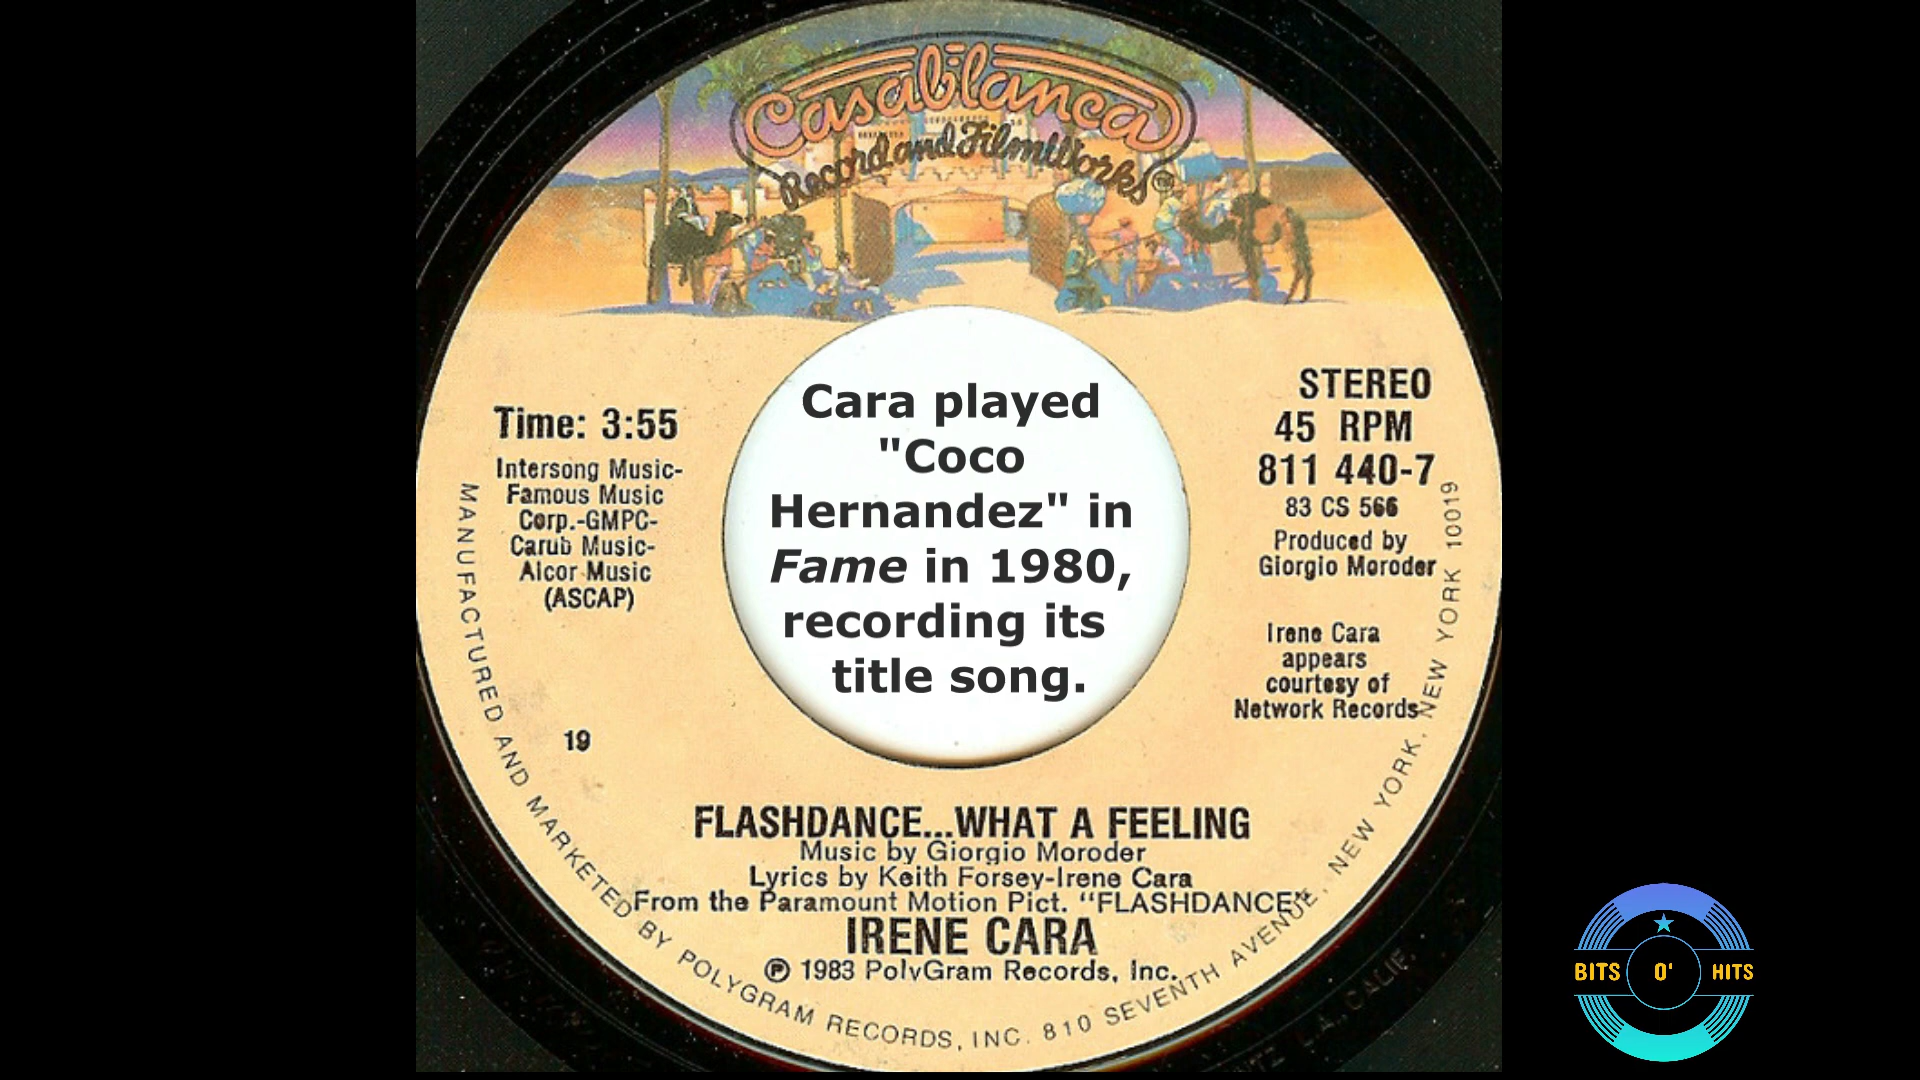 Casablanca
Record and FilmWorks™
Cara played
"Coco
Hernandez" in
Fame in 1980,
recording its
title song.
Time: 3:55
Intersong Music-
Famous Music
Corp.-GMPC-
Carub Music-
Alcor Music
(ASCAP)
19
STEREO
45 RPM
811 440-7
83 CS 566
Produced by
Giorgio Moroder
Irene Cara
appears
courtesy of
Network Records
FLASHDANCE...WHAT A FEELING
Music by Giorgio Moroder
Lyrics by Keith Forsey-Irene Cara
From the Paramount Motion Pict. "FLASHDANCE"
IRENE CARA
℗ 1983 PolyGram Records, Inc.
MANUFACTURED AND MARKETED BY POLYGRAM RECORDS, INC. 810 SEVENTH AVENUE, NEW YORK, NEW YORK 10019
BITS O' HITS